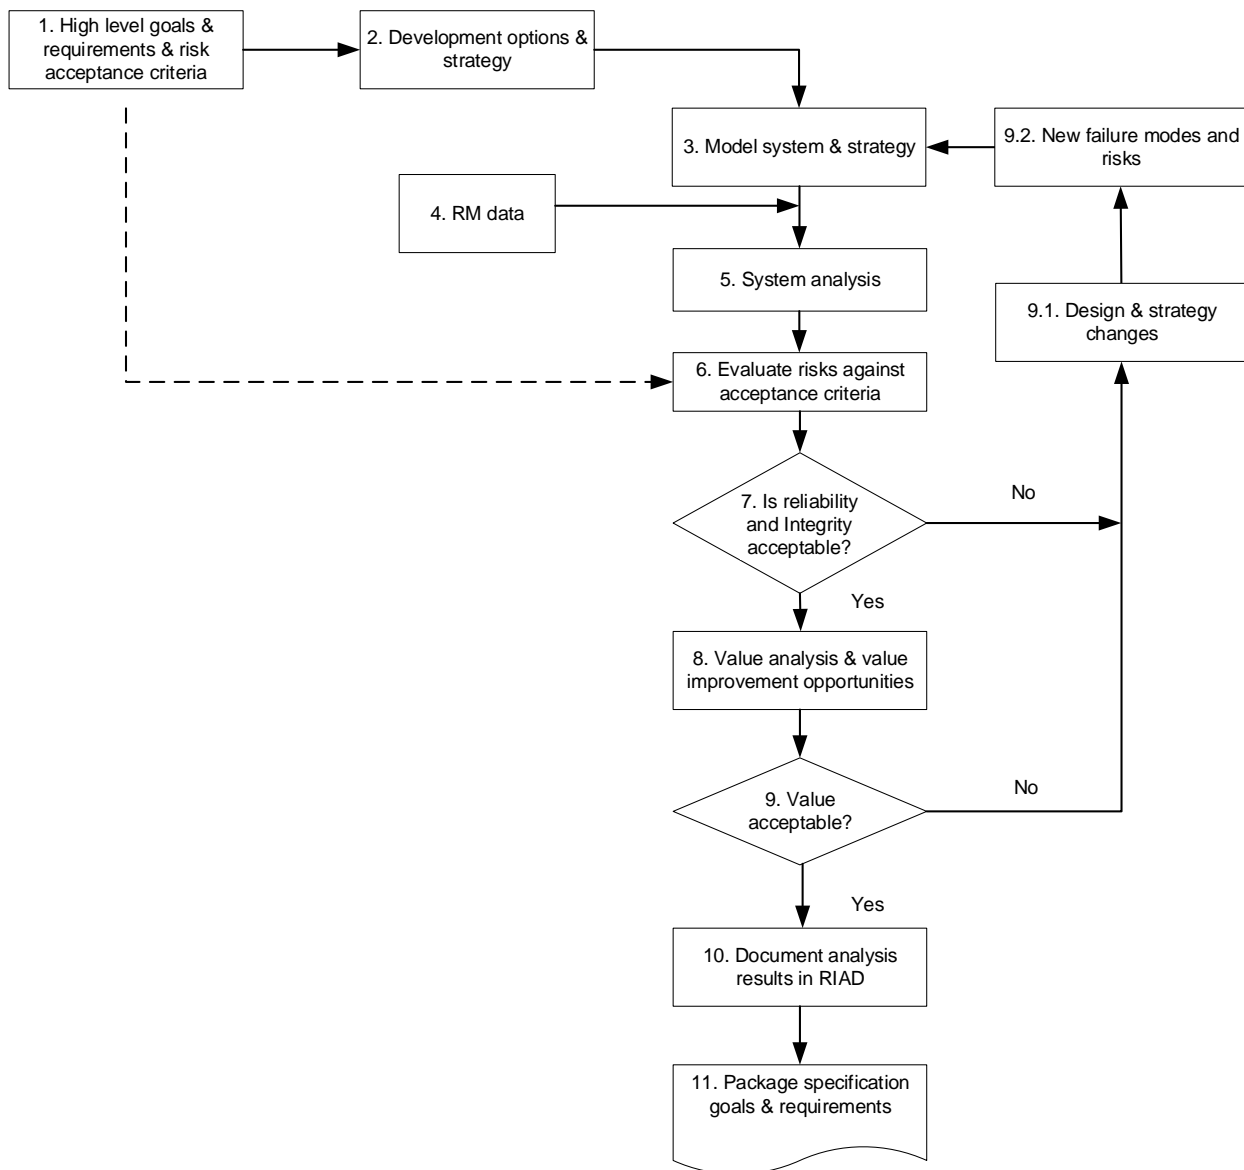 1. High level goals &
requirements & risk
acceptance criteria
2. Development options &
strategy
3. Model system & strategy
9.2. New failure modes and
risks
4. RM data
5. System analysis
9.1. Design & strategy
changes
6. Evaluate risks against
acceptance criteria
7. Is reliability
and Integrity
acceptable?
No
Yes
8. Value analysis & value
improvement opportunities
9. Value
acceptable?
No
Yes
10. Document analysis
results in RIAD
11. Package specification
goals & requirements